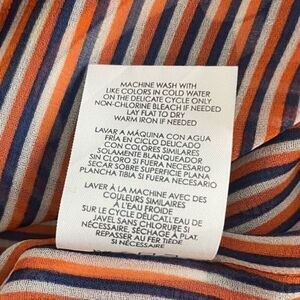 MACHINE WASH WITH
LIKE COLORS IN COLD WATER
ON THE DELICATE CYCLE ONLY
NON-CHLORINE BLEACH IF NEEDED
LAY FLAT TO DRY
WARM IRON IF NEEDED
LAVAR A MÁQUINA CON AGUA
FRÍA EN CICLO DELICADO
CON COLORES SIMILARES
SOLAMENTE BLANQUEADOR
SIN CLORO SI FUERA NECESARIO
SECAR SOBRE SUPERFICIE PLANA
PLANCHA TIBIA SI FUERA NECESARIO
LAVER À LA MACHINE AVEC DES
COULEURS SIMILAIRES
À L'EAU FROIDE
SUR LE CYCLE DÉLICAT. L'EAU DE
JAVEL SANS CHLORURE SI
NÉCESSAIRE, SÉCHAGE À PLAT.
REPASSER AU FER TIÈDE
SI NÉCESSAIRE